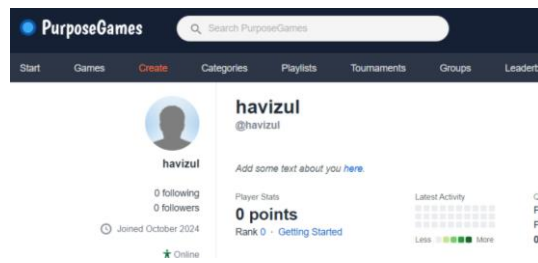 PurposeGames
Search PurposeGames
Start Games Create Categories Playlists Tournaments Groups
havizul
@havizul
havizul
Add some text about you here.
0 following
0 followers
Joined October 2024
Online
Player Stats
0 points
Rank 0 · Getting Started
Latest Activity
Less More